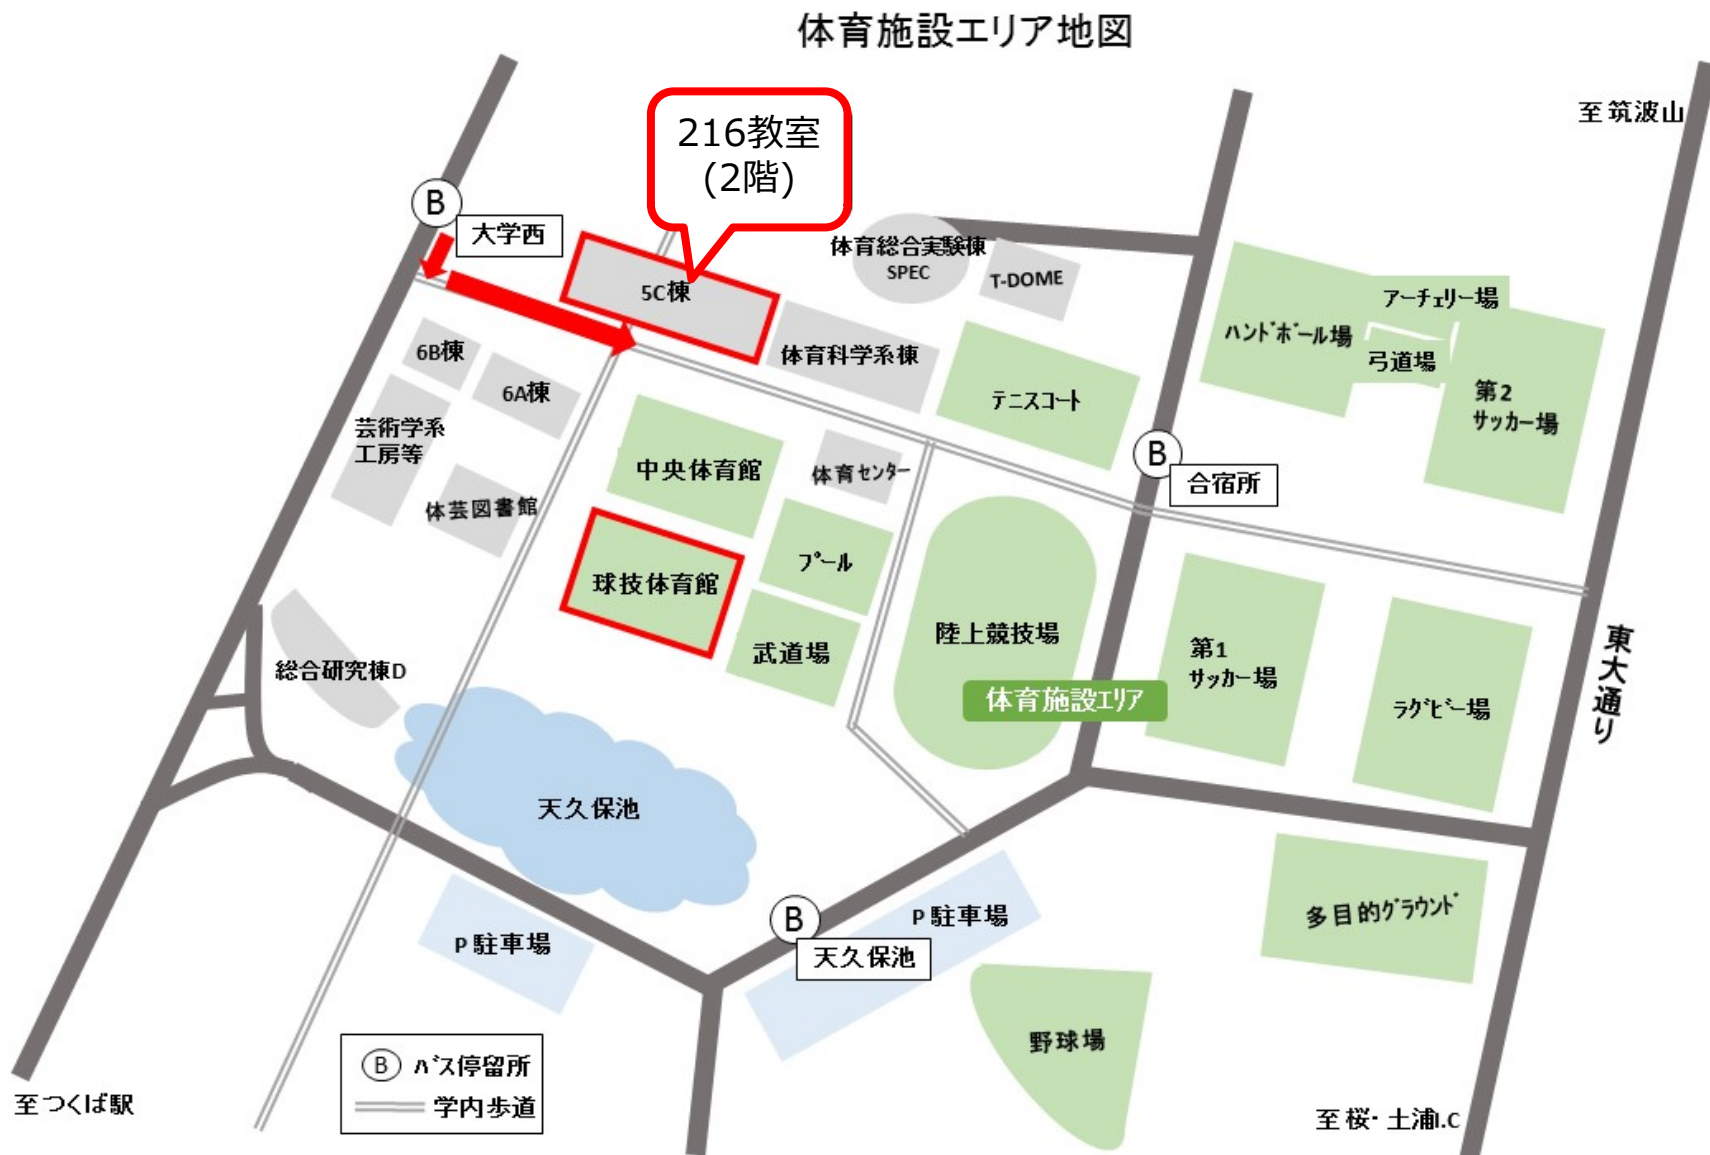 体育施設エリア地図
至 筑波山
216教室
(2階)
B
大学西
5C棟
体育総合実験棟
SPEC
T-DOME
アーチェリー場
ハンドボール場
弓道場
第2
サッカー場
6B棟
6A棟
体育科学系棟
テニスコート
芸術学系
工房等
中央体育館
体育センター
B
合宿所
体芸図書館
球技体育館
プール
武道場
陸上競技場
第1
サッカー場
体育施設エリア
ラグビー場
東大通り
総合研究棟D
天久保池
P 駐車場
B
天久保池
P 駐車場
多目的グラウンド
野球場
B バス停留所
学内歩道
至つくば駅
至 桜・土浦I.C